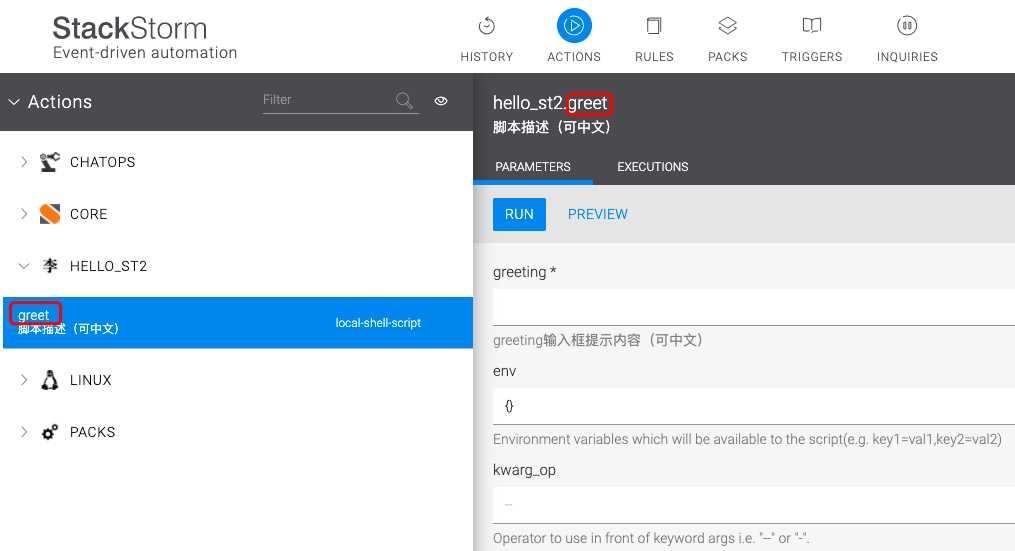 StackStorm
Event-driven automation
HISTORY
ACTIONS
RULES
PACKS
TRIGGERS
INQUIRIES
Actions
Filter
CHATOPS
CORE
李
HELLO_ST2
greet
脚本描述（可中文）
local-shell-script
LINUX
PACKS
hello_st2.greet
脚本描述（可中文）
PARAMETERS
EXECUTIONS
RUN
PREVIEW
greeting *
greeting输入框提示内容（可中文）
env
{}
Environment variables which will be available to the script(e.g. key1=val1,key2=val2)
kwarg_op
--
Operator to use in front of keyword args i.e. "--" or "-".